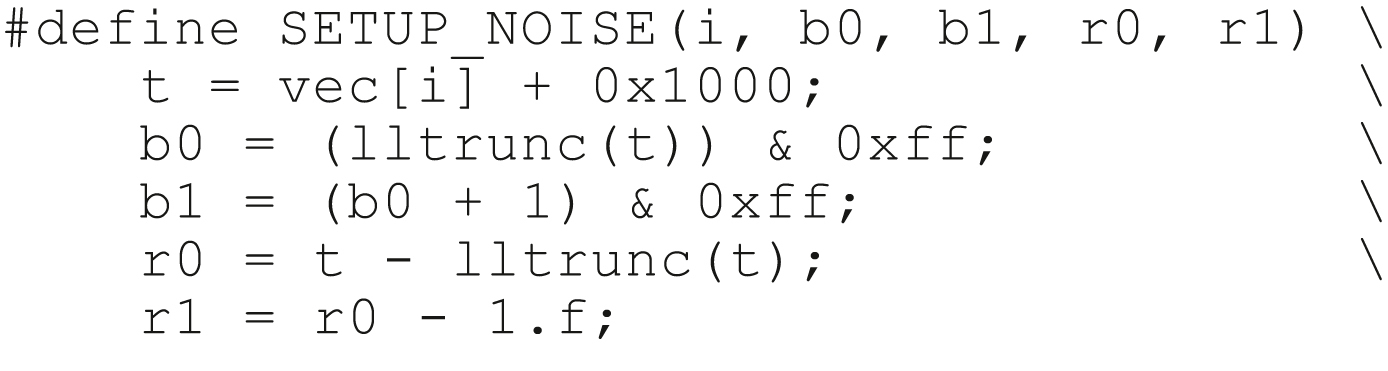 #define SETUP_NOISE(i, b0, b1, r0, r1) \
    t = vec[i] + 0x1000;               \
    b0 = (lltrunc(t)) & 0xff;          \
    b1 = (b0 + 1) & 0xff;              \
    r0 = t - lltrunc(t);               \
    r1 = r0 - 1.f;